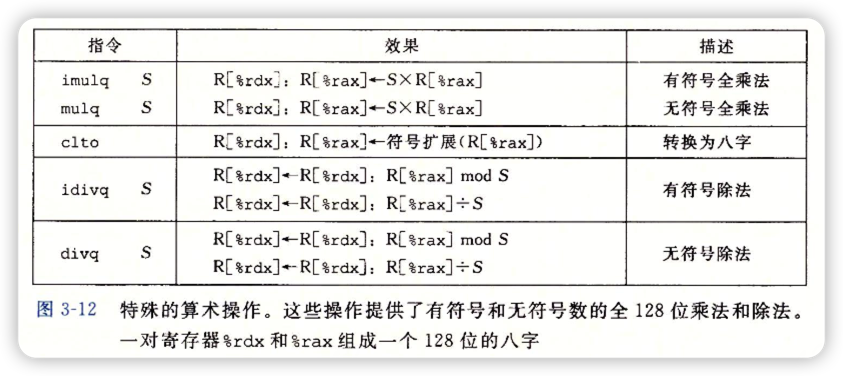 指令 效果 描述
imulq S R[%rdx]：R[%rax]←S×R[%rax] 有符号全乘法
mulq S R[%rdx]：R[%rax]←S×R[%rax] 无符号全乘法
clto R[%rdx]：R[%rax]←符号扩展(R[%rax]) 转换为八字
R[%rdx]←R[%rdx]：R[%rax] mod S
idivq S 有符号除法
R[%rdx]←R[%rdx]：R[%rax]÷S
R[%rdx]←R[%rdx]：R[%rax] mod S
divq S 无符号除法
R[%rdx]←R[%rdx]：R[%rax]÷S
图 3-12 特殊的算术操作。这些操作提供了有符号和无符号数的全 128 位乘法和除法。
一对寄存器%rdx 和%rax 组成一个 128 位的八字